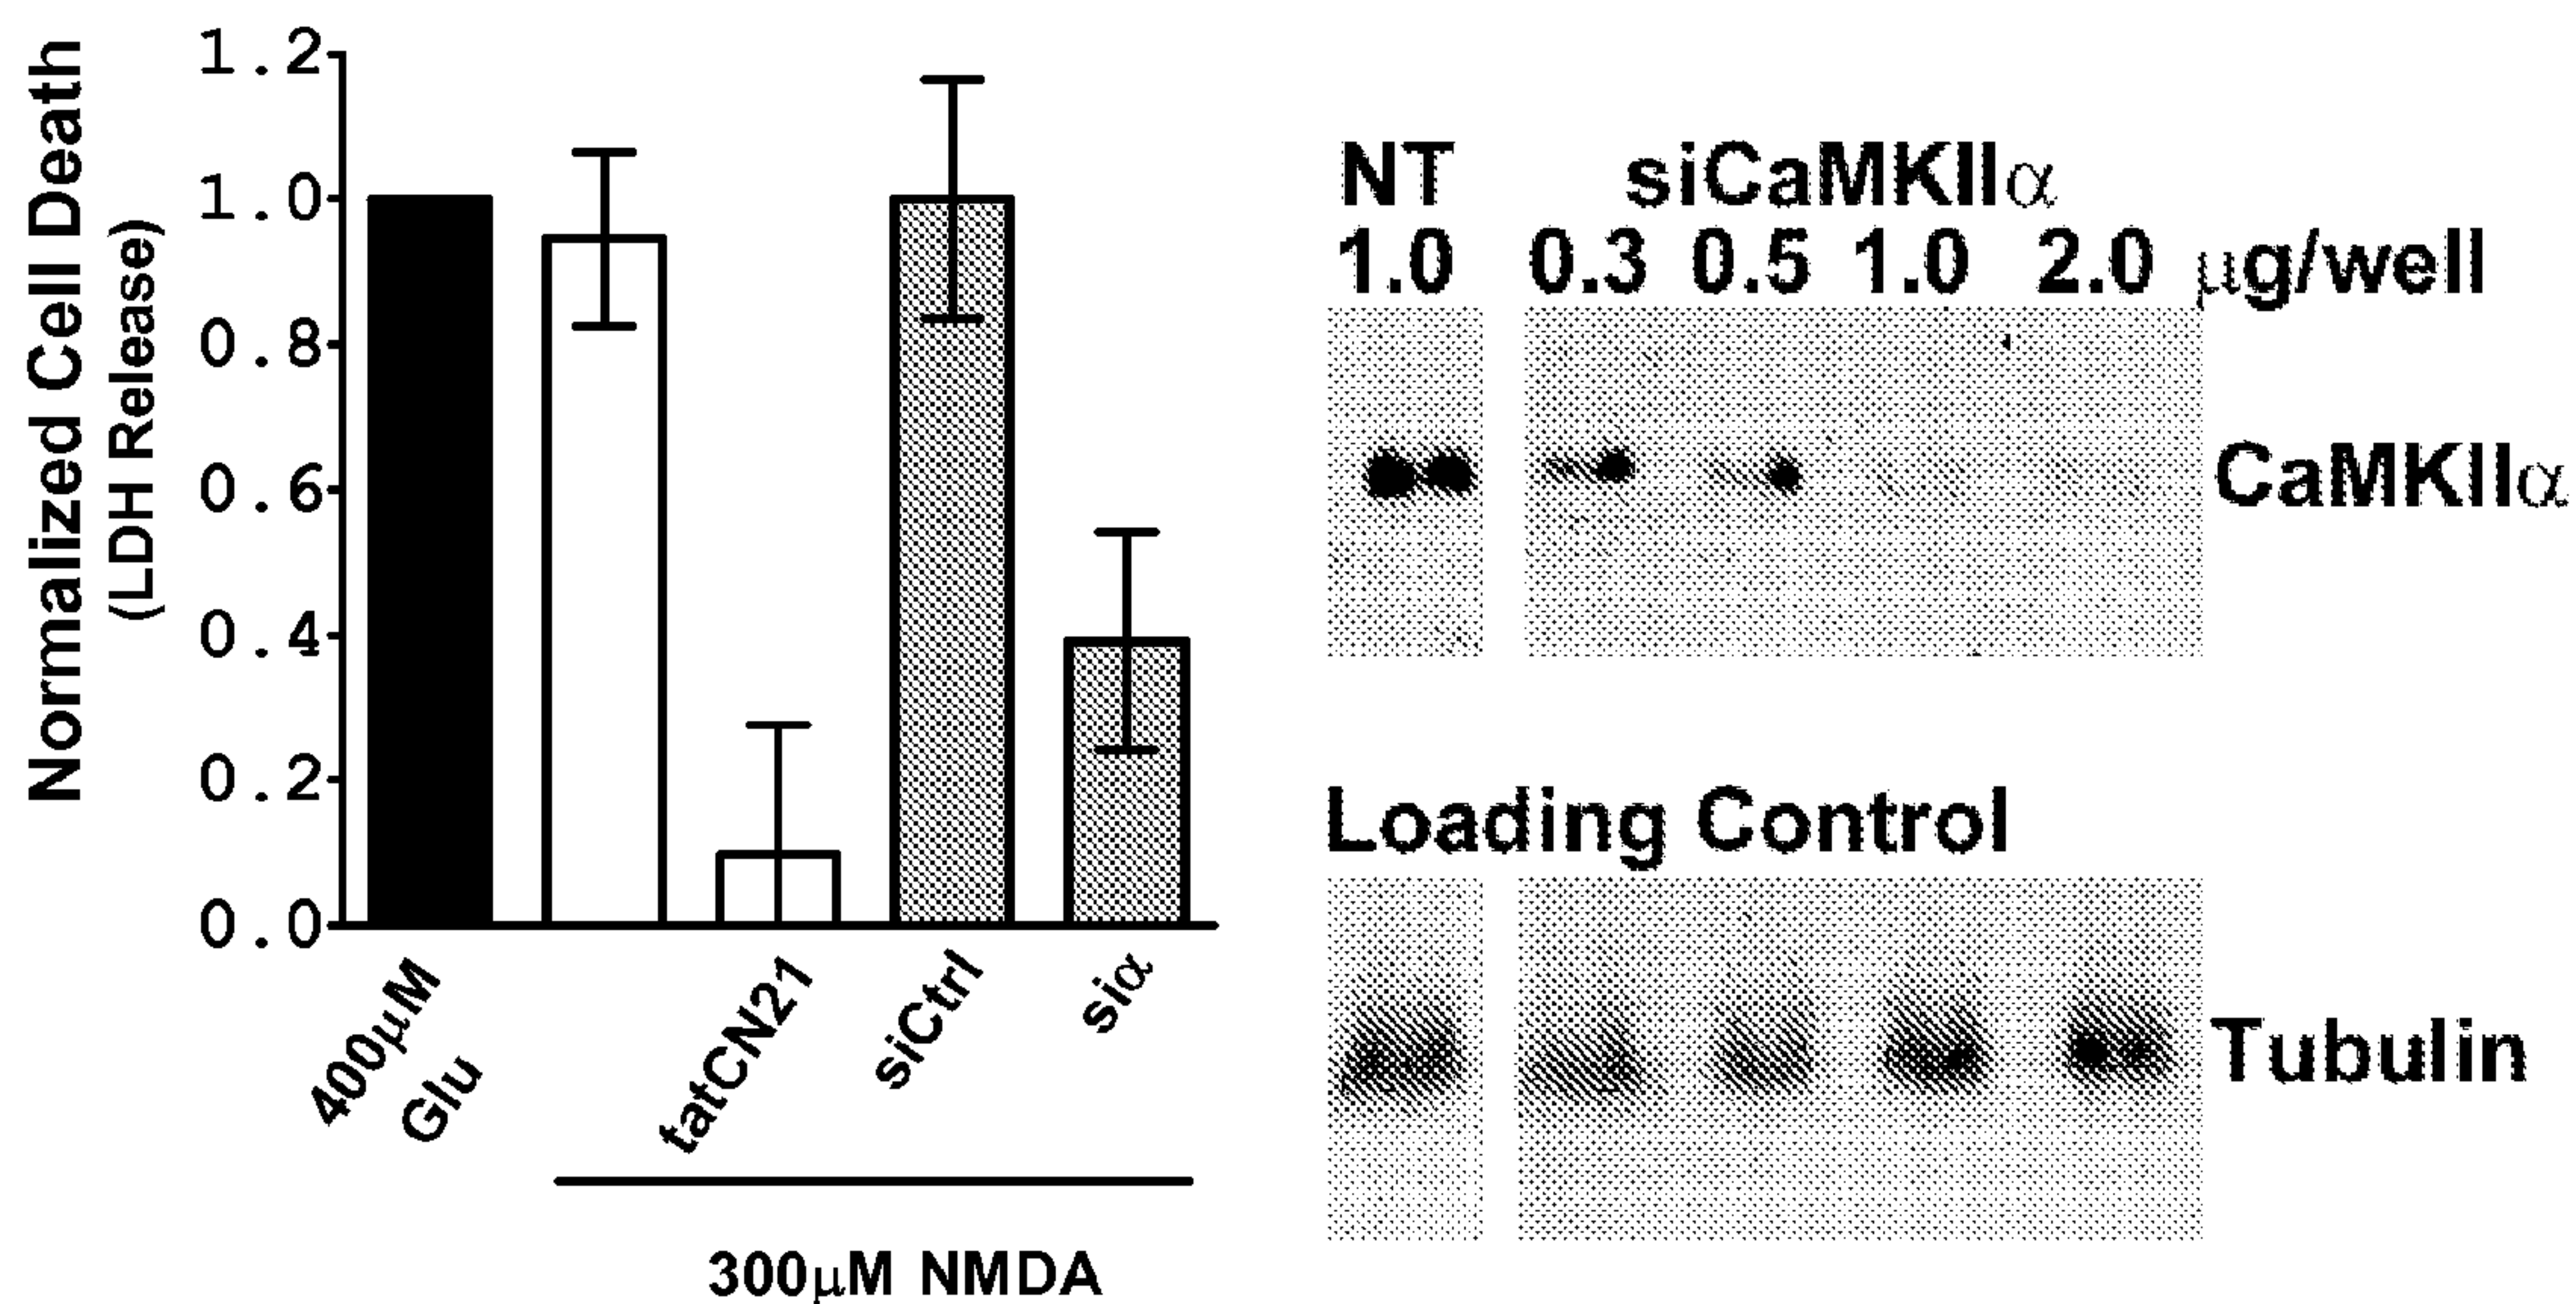 Normalized Cell Death
(LDH Release)
1.2
1.0
0.8
0.6
0.4
0.2
0.0
400μM
Glu
tatCN21
siCtrl
siα
300μM NMDA
NT siCaMKIIα
1.0 0.3 0.5 1.0 2.0 μg/well
CaMKIIα
Loading Control
Tubulin